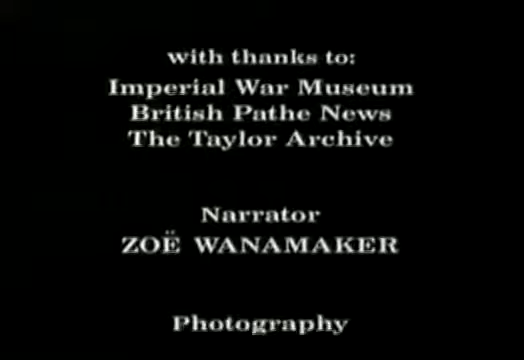 with thanks to:
Imperial War Museum
British Pathe News
The Taylor Archive
Narrator
ZOË WANAMAKER
Photography